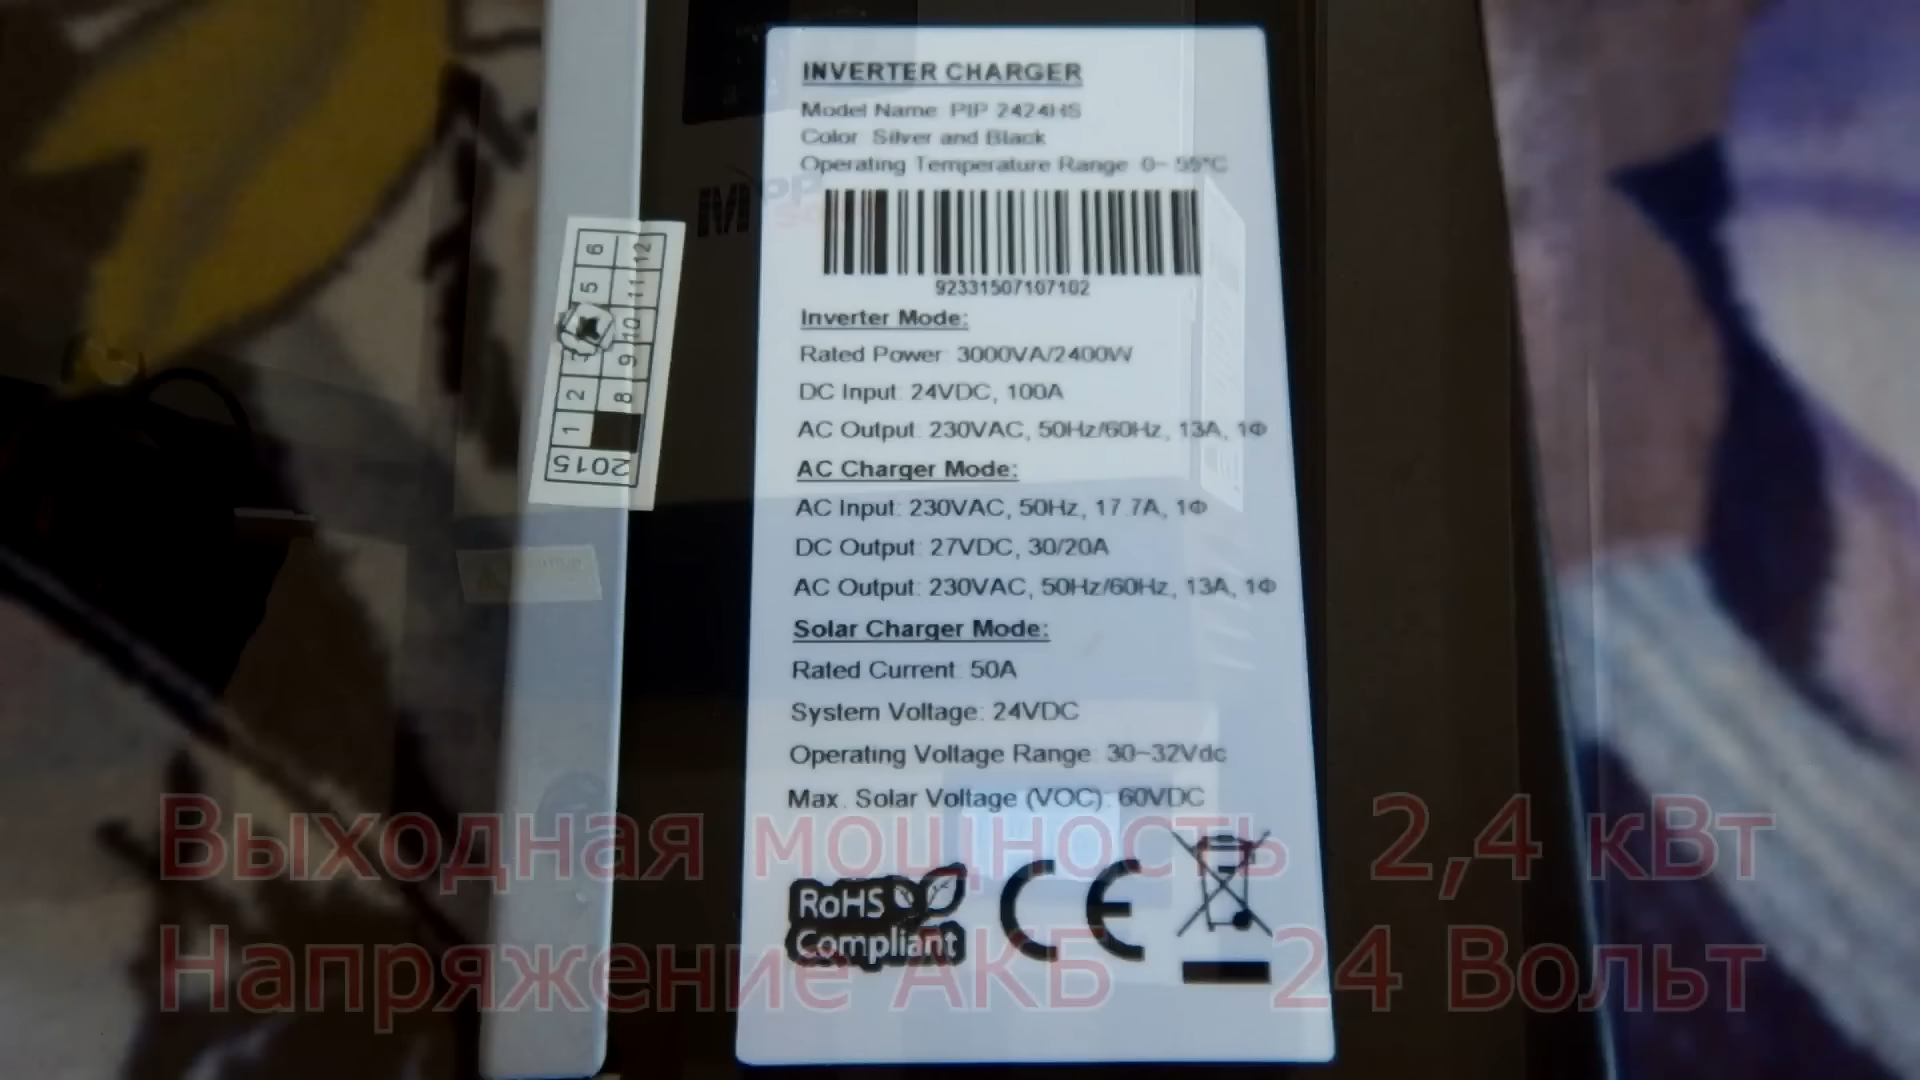 INVERTER CHARGER
Model Name: PIP 2424HS
Color: Silver and Black
Operating Temperature Range: 0~ 55°C
92331507107102
Inverter Mode:
Rated Power: 3000VA/2400W
DC Input: 24VDC, 100A
AC Output: 230VAC, 50Hz/60Hz, 13A, 1Φ
AC Charger Mode:
AC Input: 230VAC, 50Hz, 17.7A, 1Φ
DC Output: 27VDC, 30/20A
AC Output: 230VAC, 50Hz/60Hz, 13A, 1Φ
Solar Charger Mode:
Rated Current: 50A
System Voltage: 24VDC
Operating Voltage Range: 30~32Vdc
Max. Solar Voltage (VOC): 60VDC
RoHS
Compliant
CE
2015
1 2 3 5 6
8 9 10 11 12
Выходная мощность 2,4 кВт
Напряжение АКБ 24 Вольт